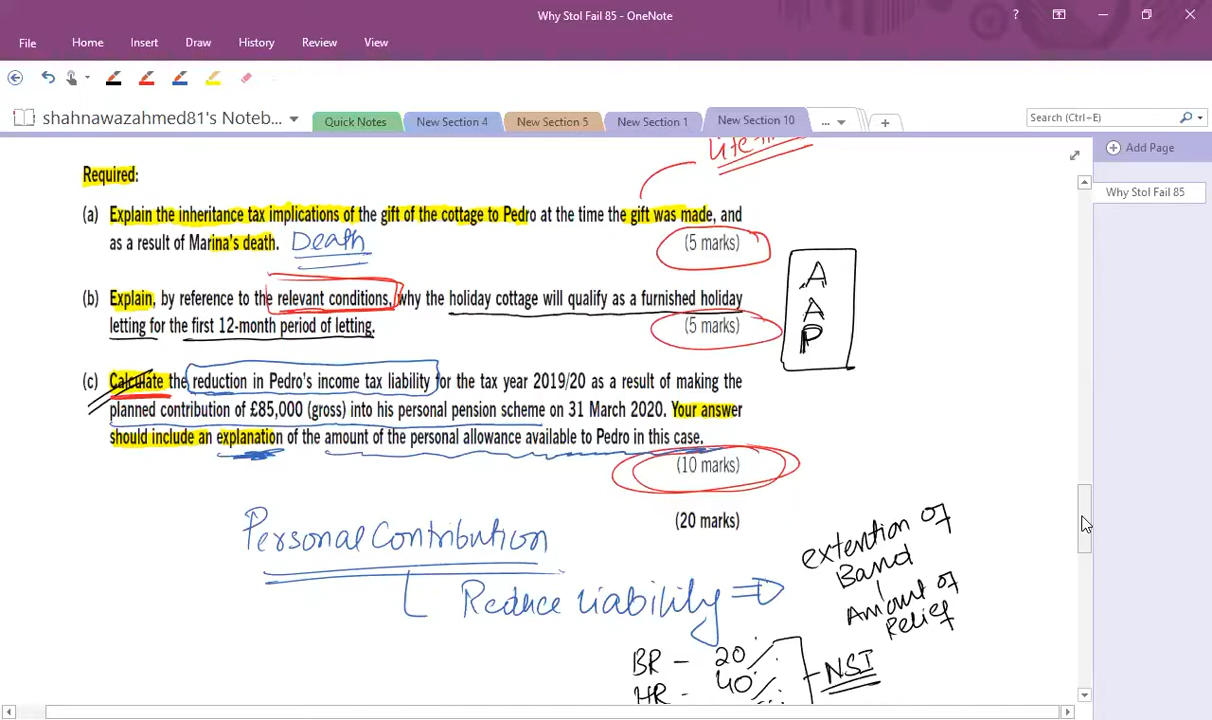 Why Stol Fail 85 - OneNote
?
File Home Insert Draw History Review View
shahnawazahmed81's Noteb...
Quick Notes New Section 4 New Section 5 New Section 1 New Section 10 ...
Search (Ctrl+E)
Add Page
Why Stol Fail 85
Required:
(a) Explain the inheritance tax implications of the gift of the cottage to Pedro at the time the gift was made, and
as a result of Marina's death. Death (5 marks)
(b) Explain, by reference to the relevant conditions, why the holiday cottage will qualify as a furnished holiday
letting for the first 12-month period of letting. (5 marks)
A
A
P
(c) Calculate the reduction in Pedro's income tax liability for the tax year 2019/20 as a result of making the
planned contribution of £85,000 (gross) into his personal pension scheme on 31 March 2020. Your answer
should include an explanation of the amount of the personal allowance available to Pedro in this case.
(10 marks)
(20 marks)
Personal Contribution
Reduce liability
extention of
Band
Amount of
Relief
BR - 20%
HR - 40%
NSI